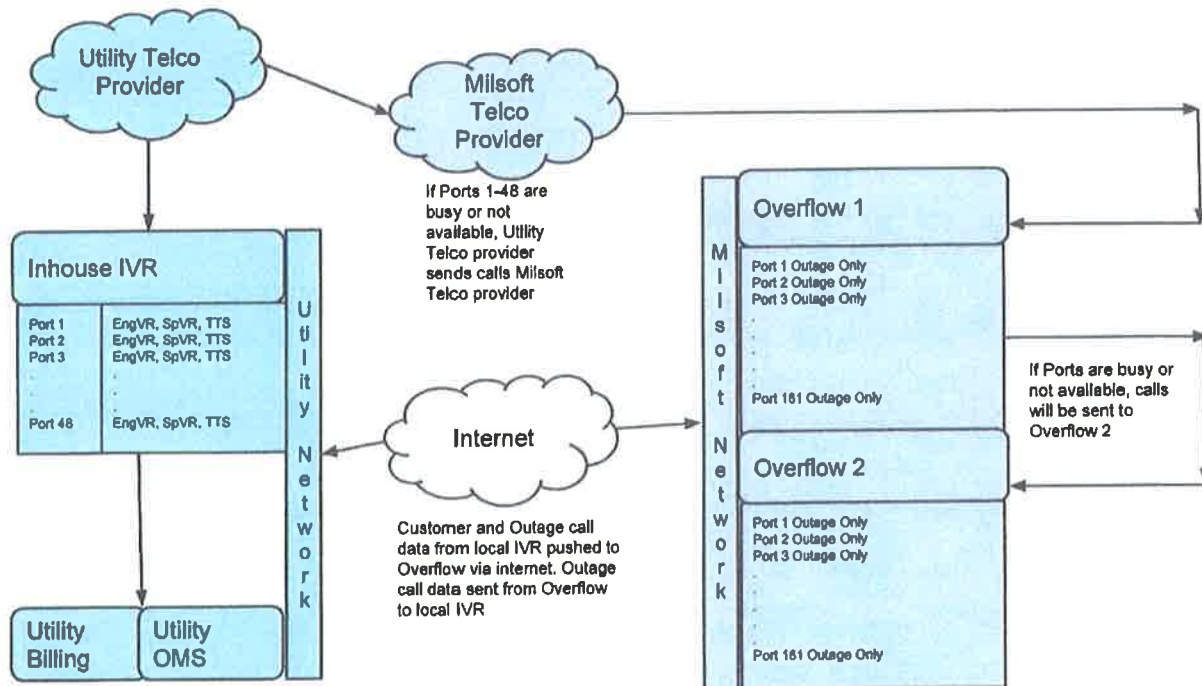 Utility Telco
Provider
Milsoft
Telco
Provider
If Ports 1-48 are
busy or not
available, Utility
Telco provider
sends calls Milsoft
Telco provider
Inhouse IVR
Port 1 EngVR, SpVR, TTS
Port 2 EngVR, SpVR, TTS
Port 3 EngVR, SpVR, TTS
.
.
.
Port 48 EngVR, SpVR, TTS
Utility Network
Utility
Billing
Utility
OMS
Internet
Customer and Outage call
data from local IVR pushed to
Overflow via internet. Outage
call data sent from Overflow
to local IVR
Milsoft Network
Overflow 1
Port 1 Outage Only
Port 2 Outage Only
Port 3 Outage Only
.
.
.
.
.
Port 161 Outage Only
If Ports are busy or
not available, calls
will be sent to
Overflow 2
Overflow 2
Port 1 Outage Only
Port 2 Outage Only
Port 3 Outage Only
.
.
.
.
.
Port 161 Outage Only